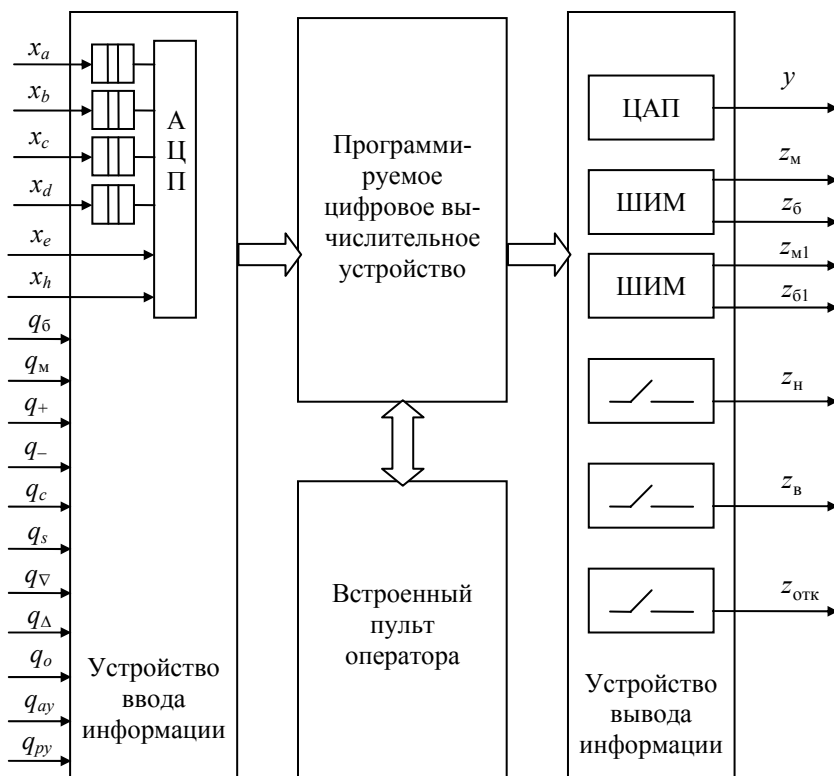 x_a
x_b
x_c
x_d
x_e
x_h
q_б
q_м
q_+
q_–
q_c
q_s
q_∇
q_Δ
q_o
q_ay
q_py
А
Ц
П
Устройство
ввода
информации
Программи-
руемое
цифровое вы-
числительное
устройство
Встроенный
пульт
оператора
ЦАП
ШИМ
ШИМ
Устройство
вывода
информации
y
z_м
z_б
z_м1
z_б1
z_н
z_в
z_отк